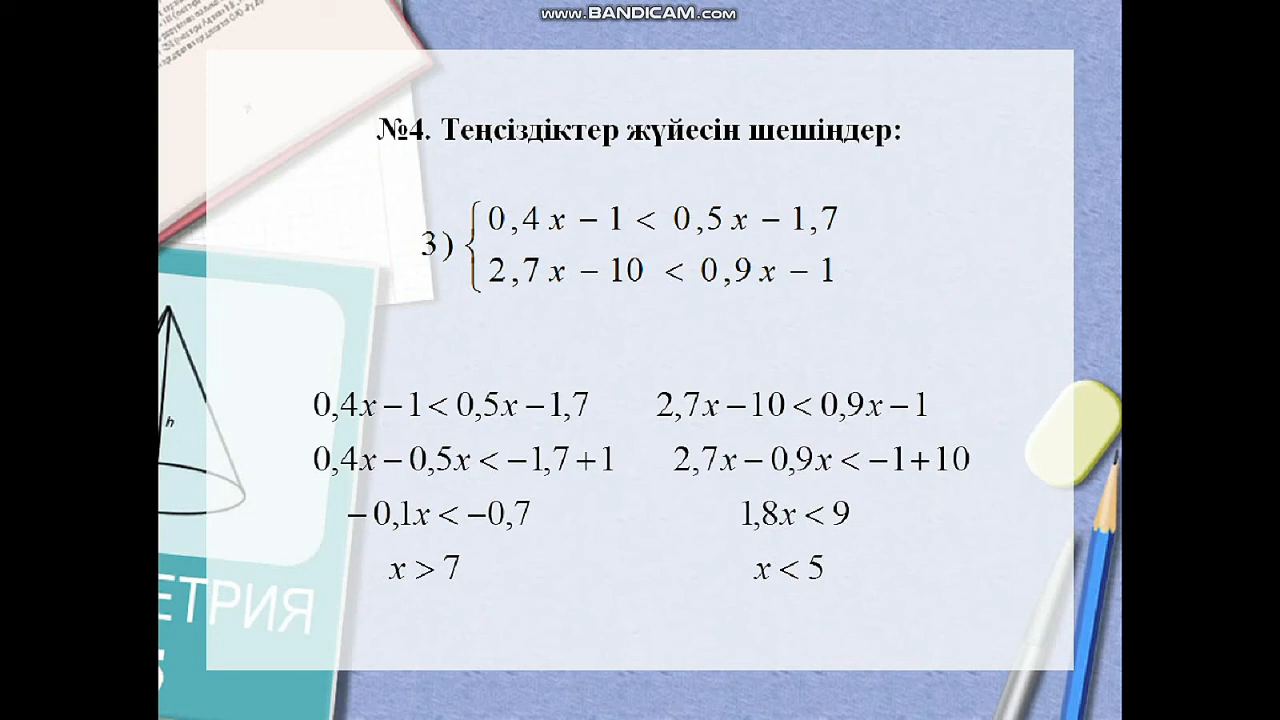 www.BANDICAM.com
№4. Теңсіздіктер жүйесін шешіңдер:
3) { 0,4x − 1 < 0,5x − 1,7
2,7x − 10 < 0,9x − 1
0,4x − 1 < 0,5x − 1,7 2,7x − 10 < 0,9x − 1
0,4x − 0,5x < −1,7 + 1 2,7x − 0,9x < −1 + 10
− 0,1x < −0,7 1,8x < 9
x > 7 x < 5
h
ЕТРИЯ